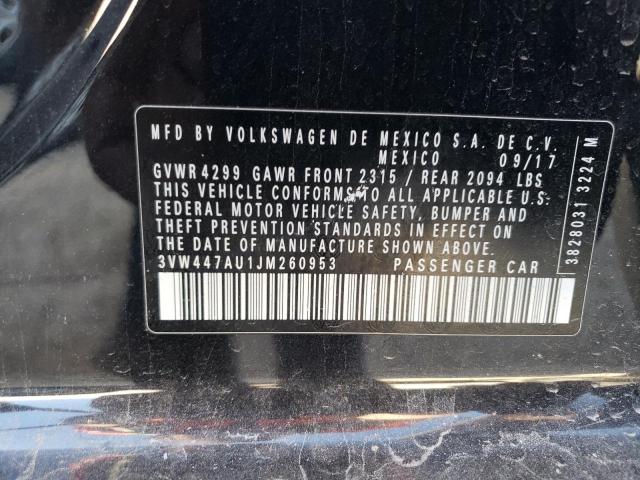 MFD BY VOLKSWAGEN DE MEXICO S.A. DE C.V.
MEXICO 09/17
GVWR 4299 GAWR FRONT 2315 / REAR 2094 LBS
THIS VEHICLE CONFORMS TO ALL APPLICABLE U.S.
FEDERAL MOTOR VEHICLE SAFETY, BUMPER AND
THEFT PREVENTION STANDARDS IN EFFECT ON
THE DATE OF MANUFACTURE SHOWN ABOVE.
3VW447AU1JM260953 PASSENGER CAR
3828031 3224 M